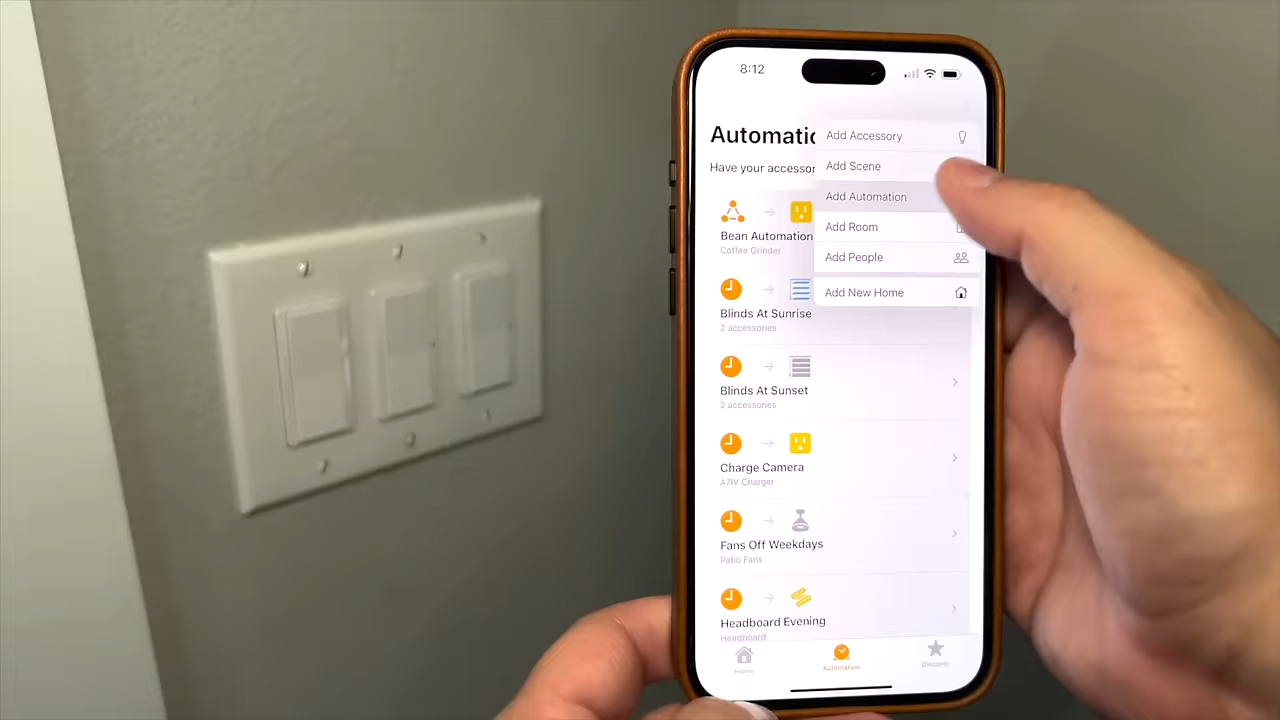 8:12
Automatic
Have your accessor
Add Accessory
Add Scene
Add Automation
Add Room
Add People
Add New Home
Bean Automation
Coffee Grinder
Blinds At Sunrise
2 accessories
Blinds At Sunset
2 accessories
Charge Camera
A7IV Charger
Fans Off Weekdays
Patio Fans
Headboard Evening
Headboard
Home
Automation
Discover